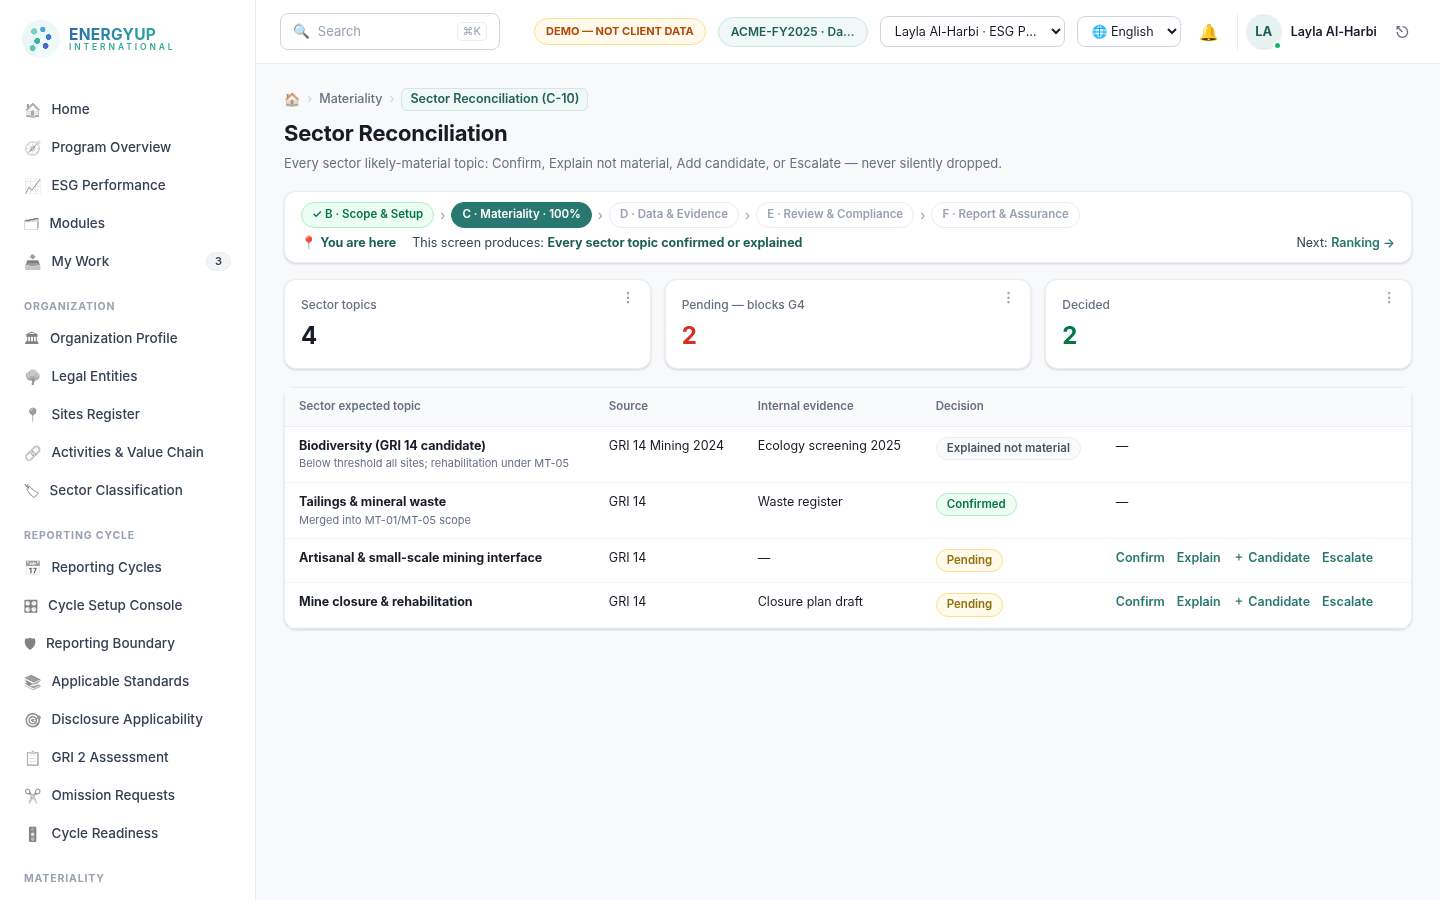 ENERGYUP
INTERNATIONAL
Search
⌘K
DEMO — NOT CLIENT DATA
ACME-FY2025 · Da...
Layla Al-Harbi · ESG P...
English
LA
Layla Al-Harbi
Home
Program Overview
ESG Performance
Modules
My Work
3
ORGANIZATION
Organization Profile
Legal Entities
Sites Register
Activities & Value Chain
Sector Classification
REPORTING CYCLE
Reporting Cycles
Cycle Setup Console
Reporting Boundary
Applicable Standards
Disclosure Applicability
GRI 2 Assessment
Omission Requests
Cycle Readiness
MATERIALITY
Materiality
Sector Reconciliation (C-10)
Sector Reconciliation
Every sector likely-material topic: Confirm, Explain not material, Add candidate, or Escalate — never silently dropped.
✓ B · Scope & Setup › C · Materiality · 100% › D · Data & Evidence › E · Review & Compliance › F · Report & Assurance
You are here This screen produces: Every sector topic confirmed or explained
Next: Ranking →
Sector topics
4
Pending — blocks G4
2
Decided
2
Sector expected topic Source Internal evidence Decision
Biodiversity (GRI 14 candidate) GRI 14 Mining 2024 Ecology screening 2025 Explained not material —
Below threshold all sites; rehabilitation under MT-05
Tailings & mineral waste GRI 14 Waste register Confirmed —
Merged into MT-01/MT-05 scope
Artisanal & small-scale mining interface GRI 14 — Pending Confirm Explain + Candidate Escalate
Mine closure & rehabilitation GRI 14 Closure plan draft Pending Confirm Explain + Candidate Escalate